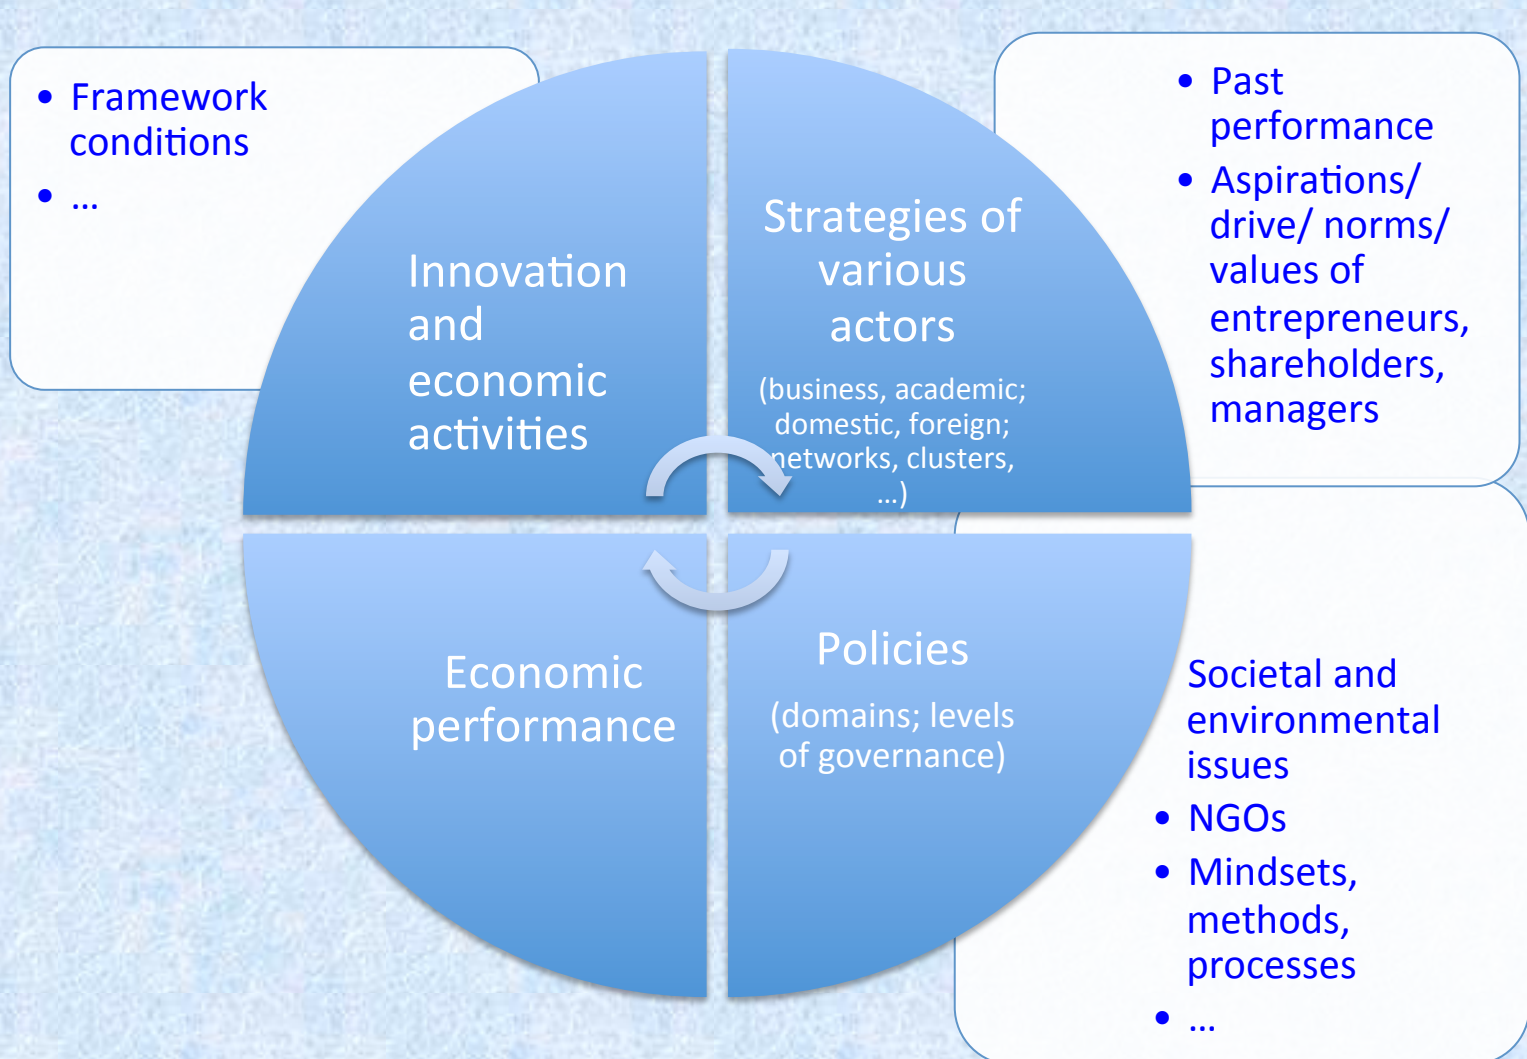 • Framework
conditions
• ...
Innovation
and
economic
activities
Strategies of
various
actors
(business, academic;
domestic, foreign;
networks, clusters,
...)
• Past
performance
• Aspirations/
drive/ norms/
values of
entrepreneurs,
shareholders,
managers
Economic
performance
Policies
(domains; levels
of governance)
Societal and
environmental
issues
• NGOs
• Mindsets,
methods,
processes
• ...